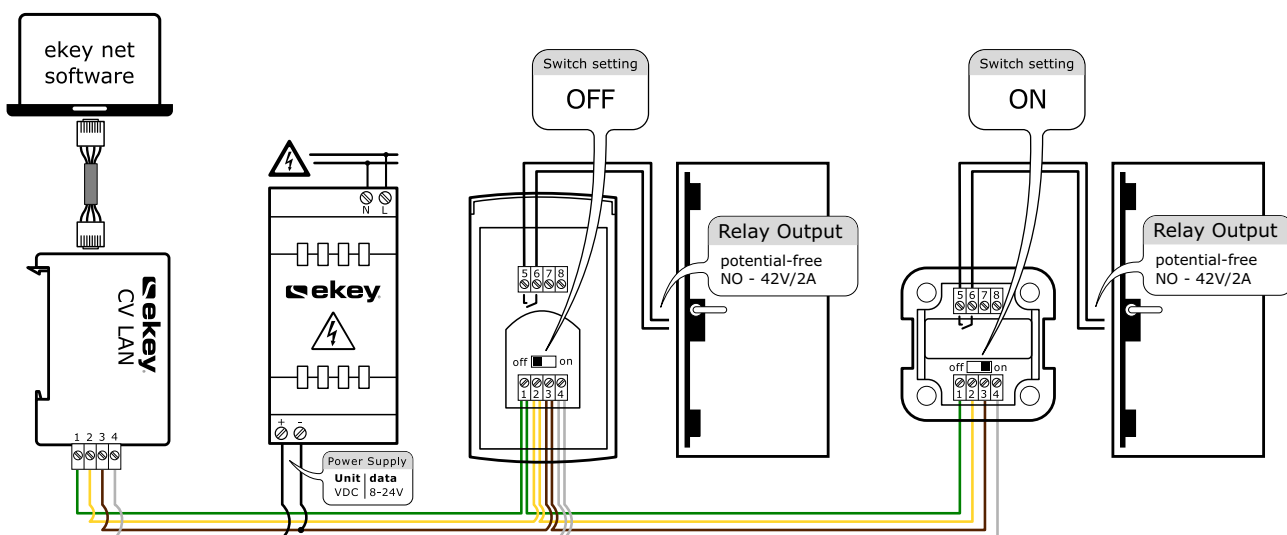 ekey net
software
Switch setting
OFF
Switch setting
ON
N L
5 6 7 8
Relay Output
potential-free
NO - 42V/2A
5 6 7 8
Relay Output
potential-free
NO - 42V/2A
ekey
CV LAN
ekey
off on
1 2 3 4
off on
1 2 3 4
1 2 3 4
+ -
Power Supply
Unit data
VDC 8-24V